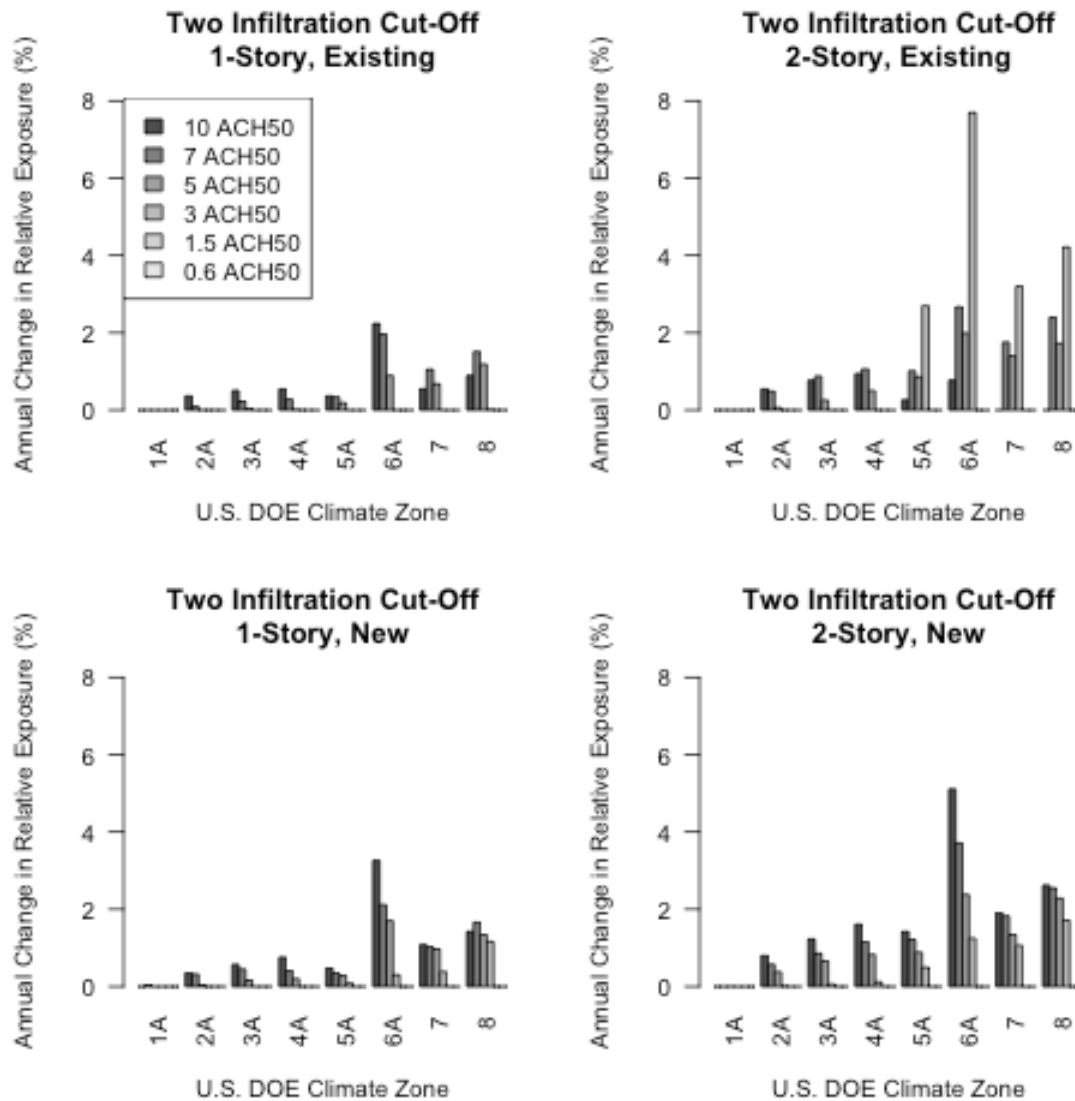 Two Infiltration Cut-Off
1-Story, Existing
Annual Change in Relative Exposure (%)
8
6
4
2
0
10 ACH50
7 ACH50
5 ACH50
3 ACH50
1.5 ACH50
0.6 ACH50
1A 2A 3A 4A 5A 6A 7 8
U.S. DOE Climate Zone
Two Infiltration Cut-Off
2-Story, Existing
Annual Change in Relative Exposure (%)
8
6
4
2
0
1A 2A 3A 4A 5A 6A 7 8
U.S. DOE Climate Zone
Two Infiltration Cut-Off
1-Story, New
Annual Change in Relative Exposure (%)
8
6
4
2
0
1A 2A 3A 4A 5A 6A 7 8
U.S. DOE Climate Zone
Two Infiltration Cut-Off
2-Story, New
Annual Change in Relative Exposure (%)
8
6
4
2
0
1A 2A 3A 4A 5A 6A 7 8
U.S. DOE Climate Zone